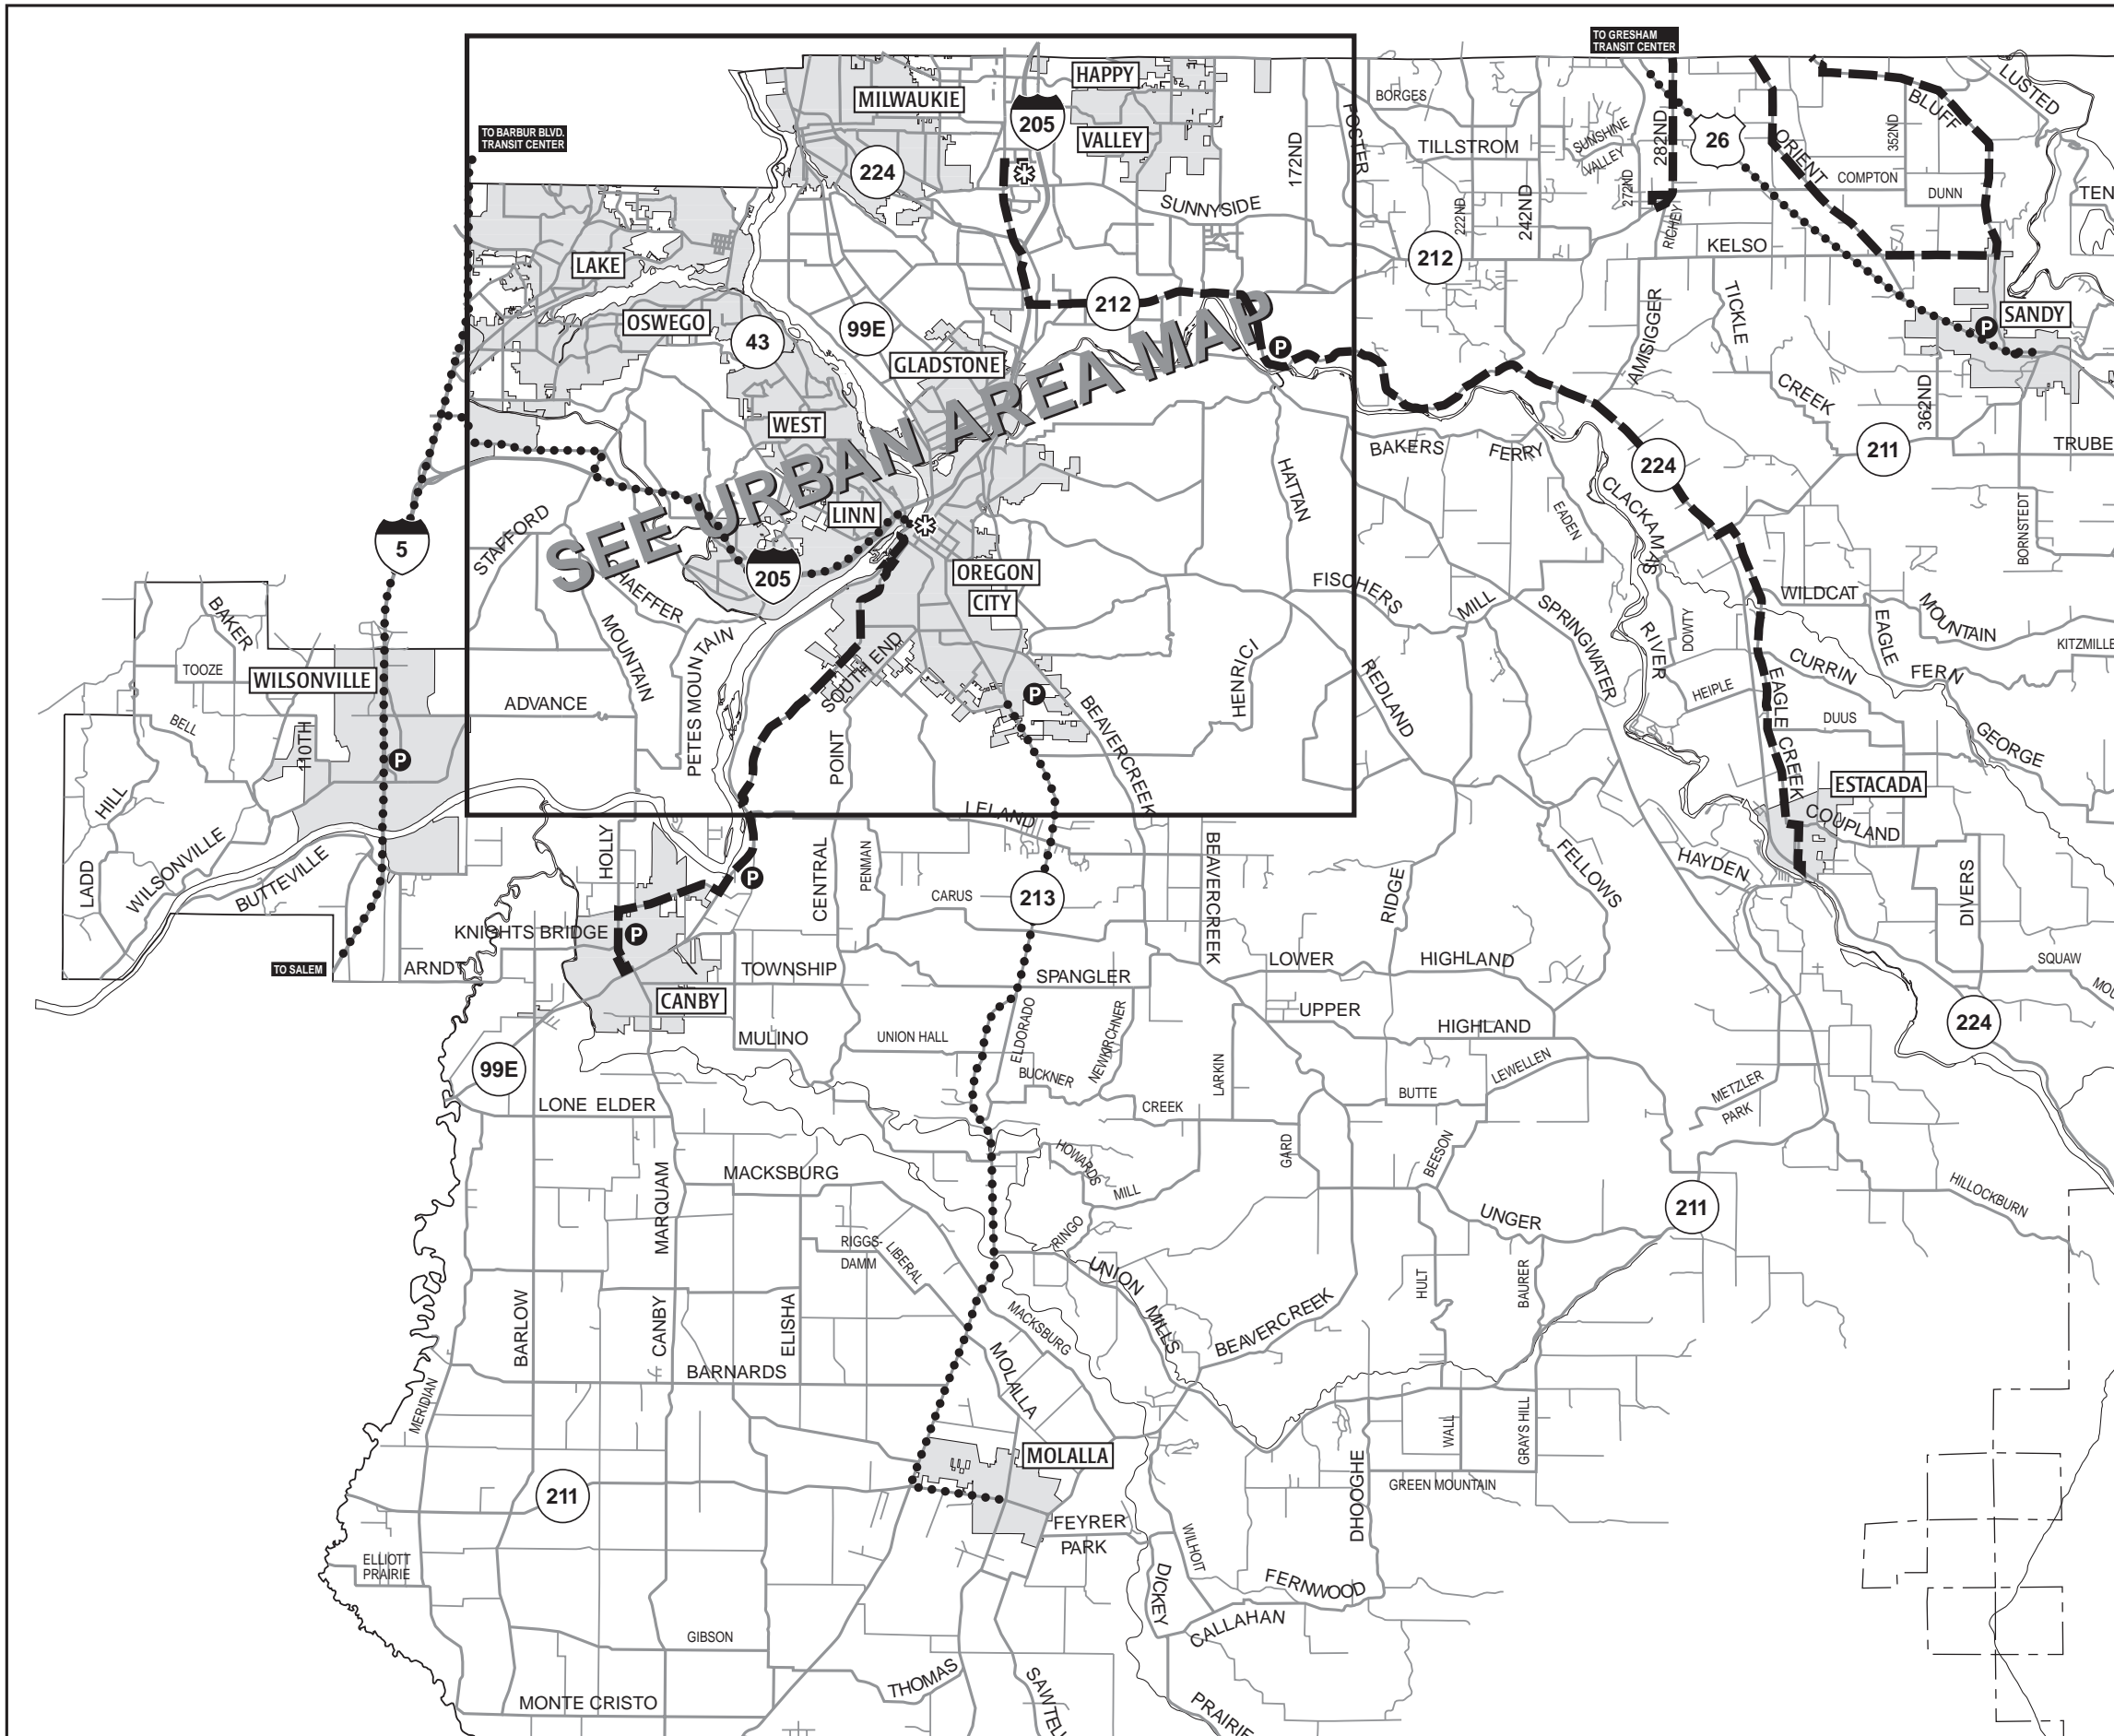 TO GRESHAM
TRANSIT CENTER
HAPPY
MILWAUKIE
205
BORGES
FOSTER
LUSTED
BLUFF
TO BARBUR BLVD.
TRANSIT CENTER
VALLEY
224
172ND
TILLSTROM
SUNSHINE
VALLEY
282ND
26
ORIENT
352ND
COMPTON
DUNN
TEN
SUNNYSIDE
222ND
242ND
272ND
RICHEY
KELSO
LAKE
212
212
OSWEGO
43
99E
GLADSTONE
P
AMISIGGER
TICKLE
CREEK
P
SANDY
362ND
WEST
SEE URBAN AREA MAP
BAKERS
FERRY
224
211
TRUBE
HATTAN
LINN
5
STAFFORD
SCHAEFFER
205
OREGON
CITY
EADEN
CLACKAMAS
RIVER
BORNSTEDT
FISCHERS
MILL
SPRINGWATER
DOWTY
WILDCAT
MOUNTAIN
EAGLE
BAKER
TOOZE
WILSONVILLE
MOUNTAIN
PETES MOUNTAIN
SOUTH END
HENRICI
REDLAND
HEIPLE
CURRIN
FERN
KITZMILLE
ADVANCE
BELL
110TH
P
POINT
P
BEAVERCREEK
EAGLE CREEK
DUUS
GEORGE
ESTACADA
HILL
LADD
WILSONVILLE
BUTTEVILLE
LELAND
COUPLAND
HOLLY
CENTRAL
PENMAN
P
CARUS
213
BEAVERCREEK
RIDGE
FELLOWS
HAYDEN
DIVERS
KNIGHTS BRIDGE
P
TO SALEM
ARNDT
TOWNSHIP
SPANGLER
LOWER
HIGHLAND
SQUAW
MOU
CANBY
UPPER
HIGHLAND
224
MULINO
UNION HALL
ELDORADO
NEWKIRCHNER
99E
BUCKNER
CREEK
LARIKIN
BUTTE
LEWELLEN
METZLER
PARK
LONE ELDER
GARD
BEESON
MACKSBURG
HOWARDS
MILL
MARQUAM
211
HILLOCKBURN
UNGER
RIGGS-
DAMM
LIBERAL
RINGO
UNION
MILLS
HULT
BAURER
BARLOW
CANBY
ELISHA
MACKSBURG
BEAVERCREEK
BARNARDS
MOLALLA
MERIDIAN
WALL
GRAYS HILL
MOLALLA
211
DHOOGHE
GREEN MOUNTAIN
FEYRER
PARK
WILHOIT
ELLIOTT
PRAIRIE
DICKEY
FERNWOOD
CALLAHAN
GIBSON
THOMAS
SAWTELL
MONTE CRISTO
PRAIRIE